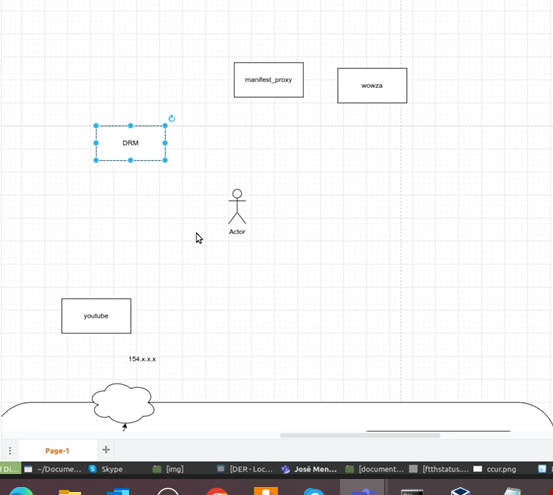 manifest_proxy
wowza
DRM
Actor
youtube
154.x.x.x
Page-1
Di...
~/Docume...
Skype
[img]
[DER - Loc...
José Men...
[document...
[ftthstatus....
ccur.png